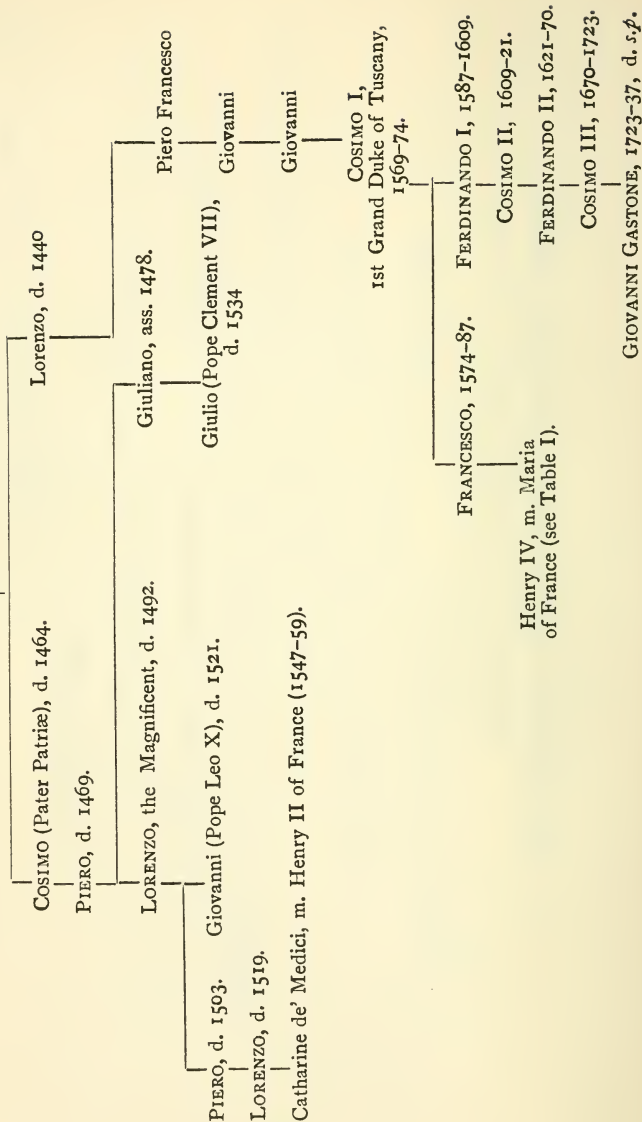 COSIMO (Pater Patriæ), d. 1464.
Lorenzo, d. 1440
PIERO, d. 1469.
LORENZO, the Magnificent, d. 1492.
Giuliano, ass. 1478.
Piero Francesco
PIERO, d. 1503.
Giovanni (Pope Leo X), d. 1521.
Giulio (Pope Clement VII),
d. 1534
Giovanni
LORENZO, d. 1519.
Giovanni
Catharine de' Medici, m. Henry II of France (1547–59).
COSIMO I,
1st Grand Duke of Tuscany,
1569–74.
FRANCESCO, 1574–87.
FERDINANDO I, 1587–1609.
Henry IV, m. Maria
of France (see Table I).
COSIMO II, 1609–21.
FERDINANDO II, 1621–70.
COSIMO III, 1670–1723.
GIOVANNI GASTONE, 1723–37, d. s.p.